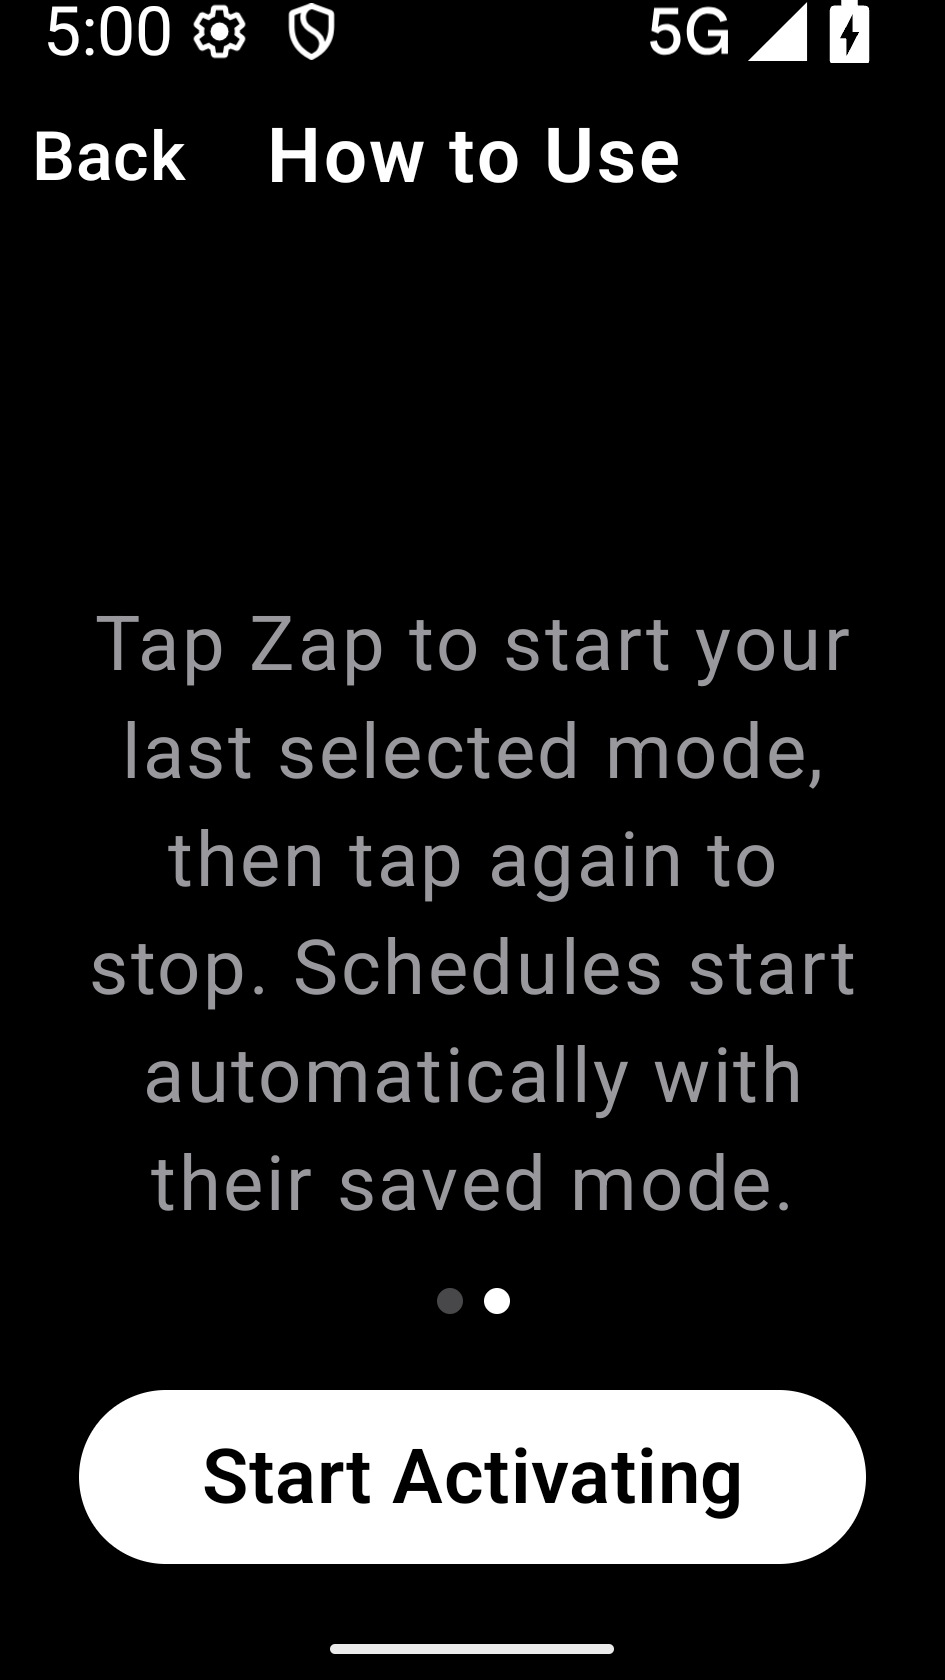 5:00 5G
Back How to Use
Tap Zap to start your
last selected mode,
then tap again to
stop. Schedules start
automatically with
their saved mode.
Start Activating